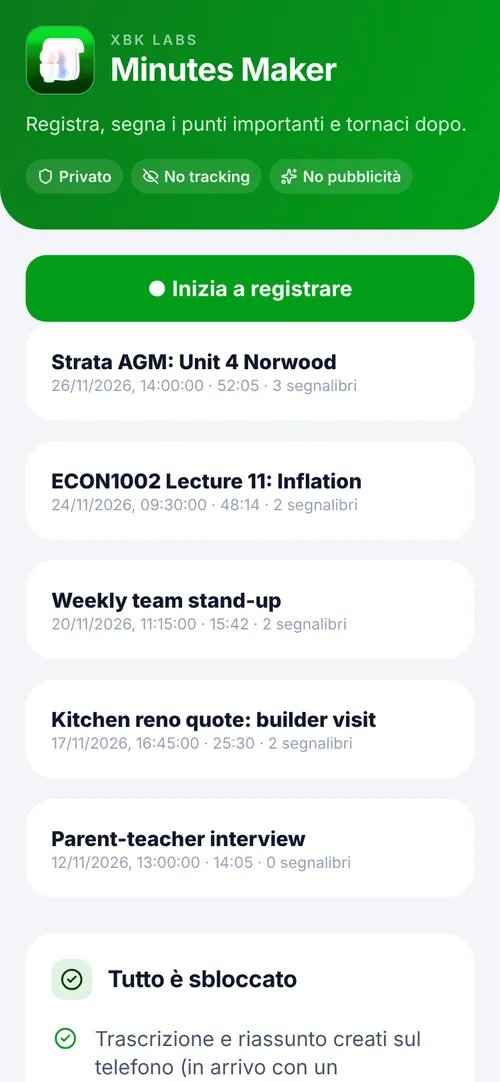 XBK LABS
Minutes Maker
Registra, segna i punti importanti e tornaci dopo.
Privato
No tracking
No pubblicità
Inizia a registrare
Strata AGM: Unit 4 Norwood
26/11/2026, 14:00:00 · 52:05 · 3 segnalibri
ECON1002 Lecture 11: Inflation
24/11/2026, 09:30:00 · 48:14 · 2 segnalibri
Weekly team stand-up
20/11/2026, 11:15:00 · 15:42 · 2 segnalibri
Kitchen reno quote: builder visit
17/11/2026, 16:45:00 · 25:30 · 2 segnalibri
Parent-teacher interview
12/11/2026, 13:00:00 · 14:05 · 0 segnalibri
Tutto è sbloccato
Trascrizione e riassunto creati sul
telefono (in arrivo con un